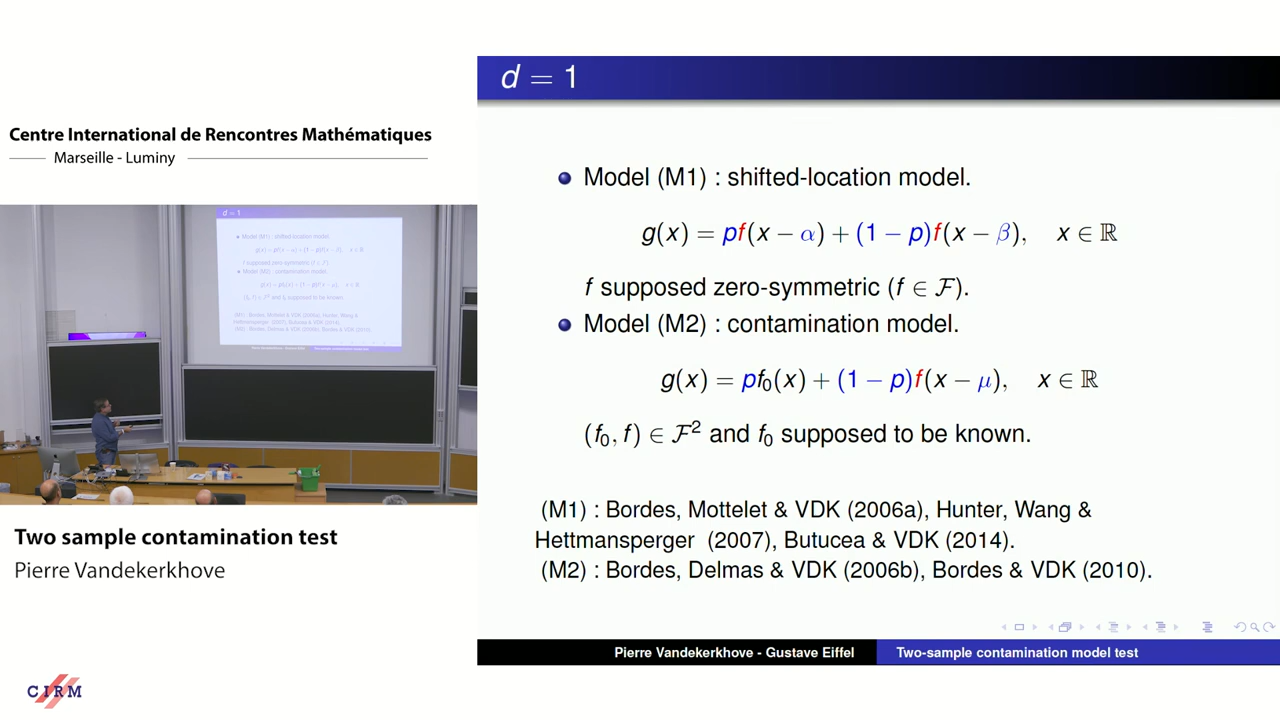 Centre International de Rencontres Mathématiques
Marseille - Luminy
Two sample contamination test
Pierre Vandekerkhove
CIRM
d = 1
Model (M1) : shifted-location model.
g(x) = pf(x − α) + (1 − p)f(x − β), x ∈ ℝ
f supposed zero-symmetric (f ∈ ℱ).
Model (M2) : contamination model.
g(x) = pf₀(x) + (1 − p)f(x − μ), x ∈ ℝ
(f₀, f) ∈ ℱ² and f₀ supposed to be known.
(M1) : Bordes, Mottelet & VDK (2006a), Hunter, Wang &
Hettmansperger (2007), Butucea & VDK (2014).
(M2) : Bordes, Delmas & VDK (2006b), Bordes & VDK (2010).
Pierre Vandekerkhove - Gustave Eiffel
Two-sample contamination model test